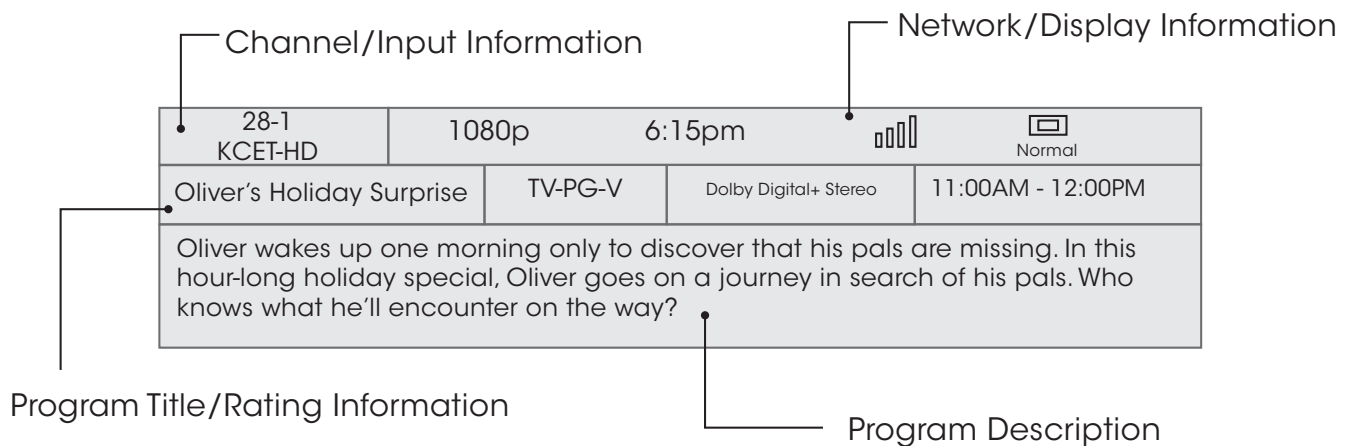 Channel/Input Information
Network/Display Information
28-1
KCET-HD
1080p
6:15pm
Normal
Oliver's Holiday Surprise
TV-PG-V
Dolby Digital+ Stereo
11:00AM - 12:00PM
Oliver wakes up one morning only to discover that his pals are missing. In this
hour-long holiday special, Oliver goes on a journey in search of his pals. Who
knows what he'll encounter on the way?
Program Title/Rating Information
Program Description